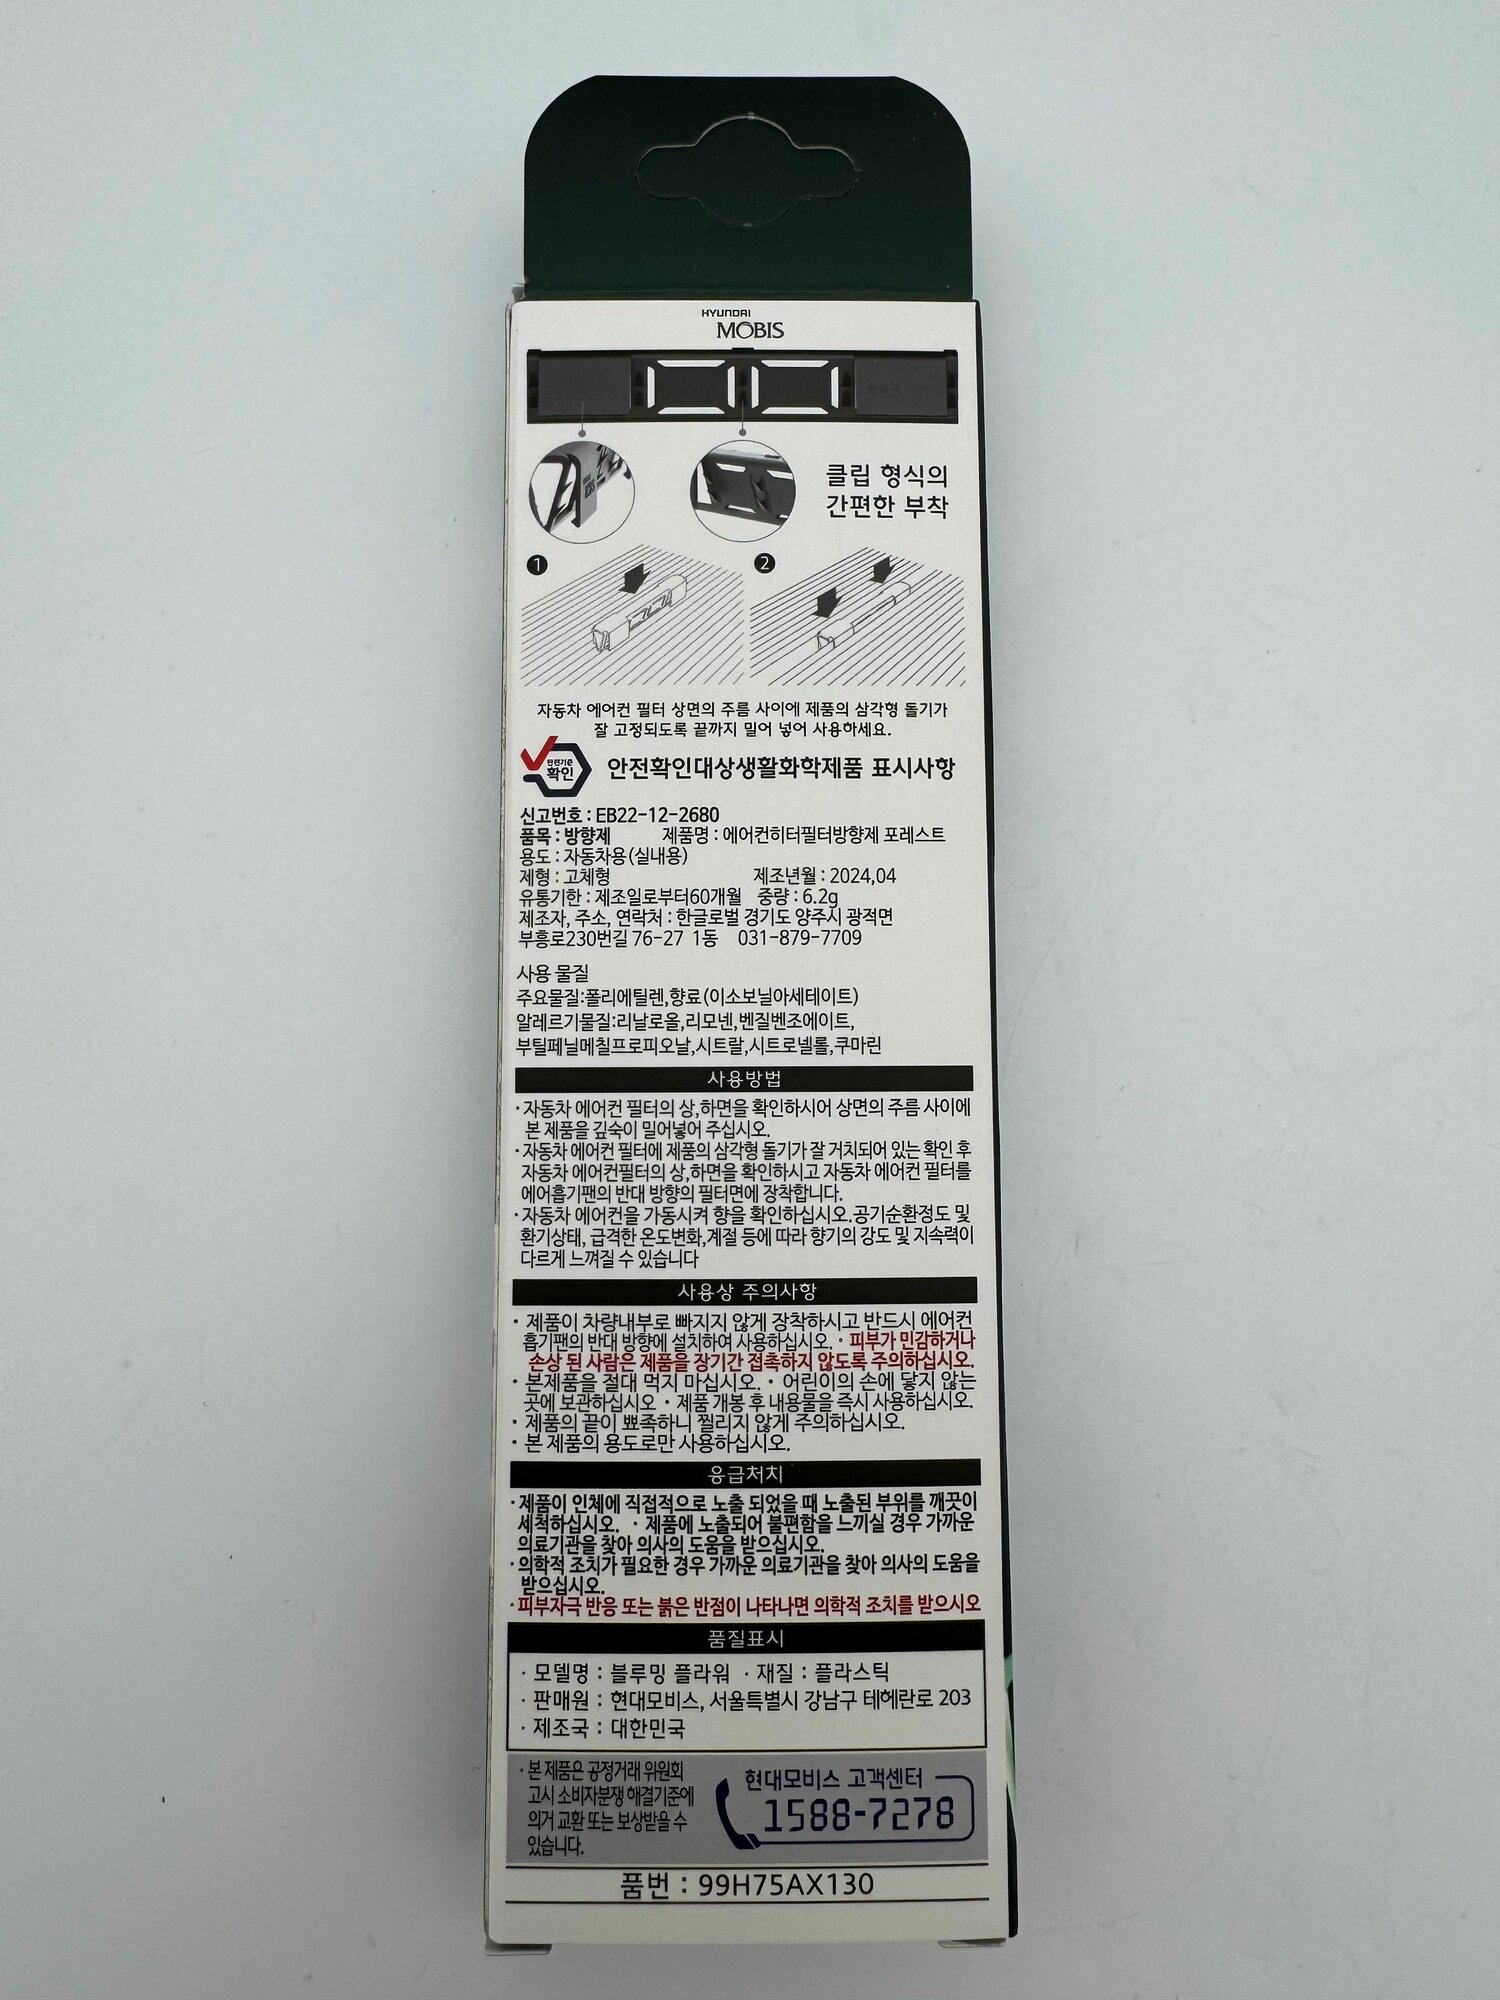 HYUNDAI
MOBIS
클립 형식의
간편한 부착
1
2
자동차 에어컨 필터 상면의 주름 사이에 제품의 삼각형 돌기가
잘 고정되도록 끝까지 밀어 넣어 사용하세요.
안전기준
확인
안전확인대상생활화학제품 표시사항
신고번호 : EB22-12-2680
품목 : 방향제 제품명 : 에어컨히터필터방향제 포레스트
용도 : 자동차용(실내용)
제형 : 고체형 제조년월 : 2024,04
유통기한 : 제조일로부터60개월 중량 : 6.2g
제조자, 주소, 연락처 : 한글로벌 경기도 양주시 광적면
부흥로230번길 76-27 1동 031-879-7709
사용 물질
주요물질:폴리에틸렌,향료(이소보닐아세테이트)
알레르기물질:리날로올,리모넨,벤질벤조에이트,
부틸페닐메칠프로피오날,시트랄,시트로넬롤,쿠마린
사용방법
·자동차 에어컨 필터의 상,하면을 확인하시어 상면의 주름 사이에
본 제품을 깊숙이 밀어넣어 주십시오.
·자동차 에어컨 필터에 제품의 삼각형 돌기가 잘 거치되어 있는 확인 후
자동차 에어컨필터의 상,하면을 확인하시고 자동차 에어컨 필터를
에어흡기팬의 반대 방향의 필터면에 장착합니다.
·자동차 에어컨을 가동시켜 향을 확인하십시오.공기순환정도 및
환기상태, 급격한 온도변화,계절 등에 따라 향기의 강도 및 지속력이
다르게 느껴질 수 있습니다
사용상 주의사항
· 제품이 차량내부로 빠지지 않게 장착하시고 반드시 에어컨
흡기팬의 반대 방향에 설치하여 사용하십시오. · 피부가 민감하거나
손상 된 사람은 제품을 장기간 접촉하지 않도록 주의하십시오.
· 본제품을 절대 먹지 마십시오. · 어린이의 손에 닿지 않는
곳에 보관하십시오 · 제품 개봉 후 내용물을 즉시 사용하십시오.
· 제품의 끝이 뾰족하니 찔리지 않게 주의하십시오.
· 본 제품의 용도로만 사용하십시오.
응급처치
·제품이 인체에 직접적으로 노출 되었을 때 노출된 부위를 깨끗이
세척하십시오. · 제품에 노출되어 불편함을 느끼실 경우 가까운
의료기관을 찾아 의사의 도움을 받으십시오.
·의학적 조치가 필요한 경우 가까운 의료기관을 찾아 의사의 도움을
받으십시오.
·피부자극 반응 또는 붉은 반점이 나타나면 의학적 조치를 받으시오
품질표시
· 모델명 : 블루밍 플라워 · 재질 : 플라스틱
· 판매원 : 현대모비스, 서울특별시 강남구 테헤란로 203
· 제조국 : 대한민국
· 본 제품은 공정거래 위원회
고시 소비자분쟁 해결기준에
의거 교환 또는 보상받을 수
있습니다.
현대모비스 고객센터
1588-7278
품번 : 99H75AX130